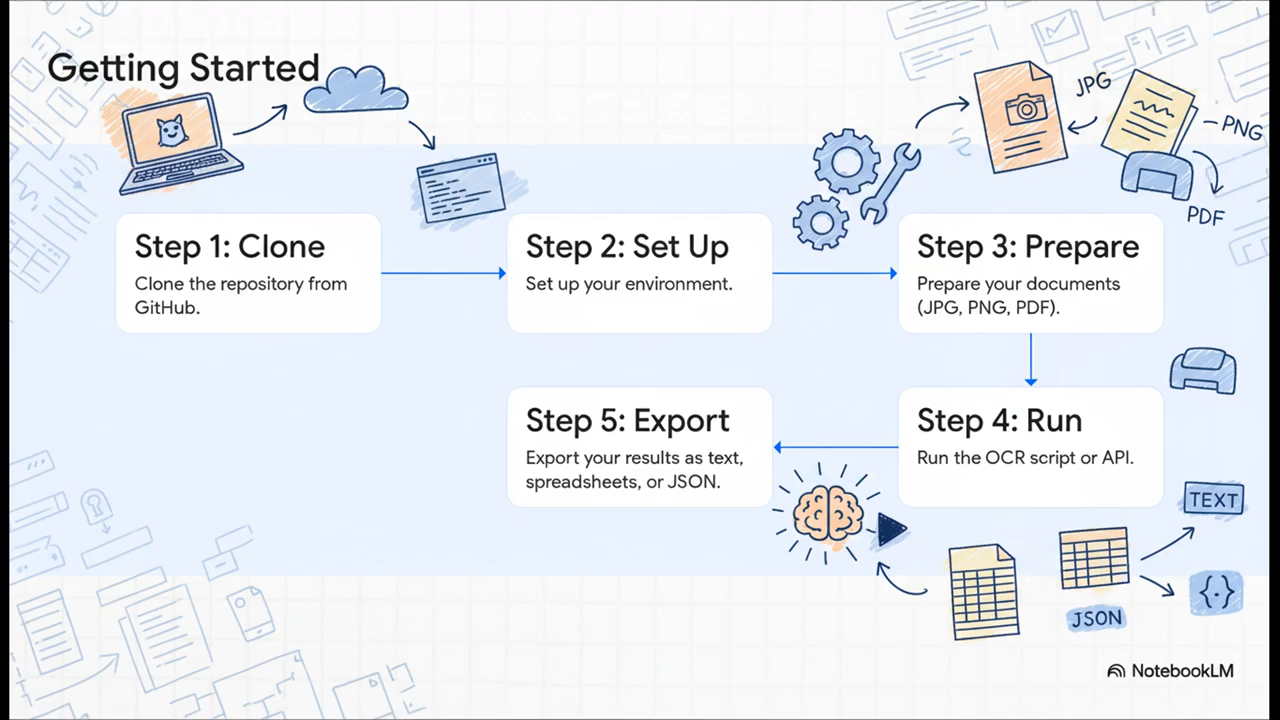 Getting Started
JPG
PNG
PDF
Step 1: Clone
Clone the repository from
GitHub.
Step 2: Set Up
Set up your environment.
Step 3: Prepare
Prepare your documents
(JPG, PNG, PDF).
Step 4: Run
Run the OCR script or API.
Step 5: Export
Export your results as text,
spreadsheets, or JSON.
TEXT
{·}
JSON
NotebookLM